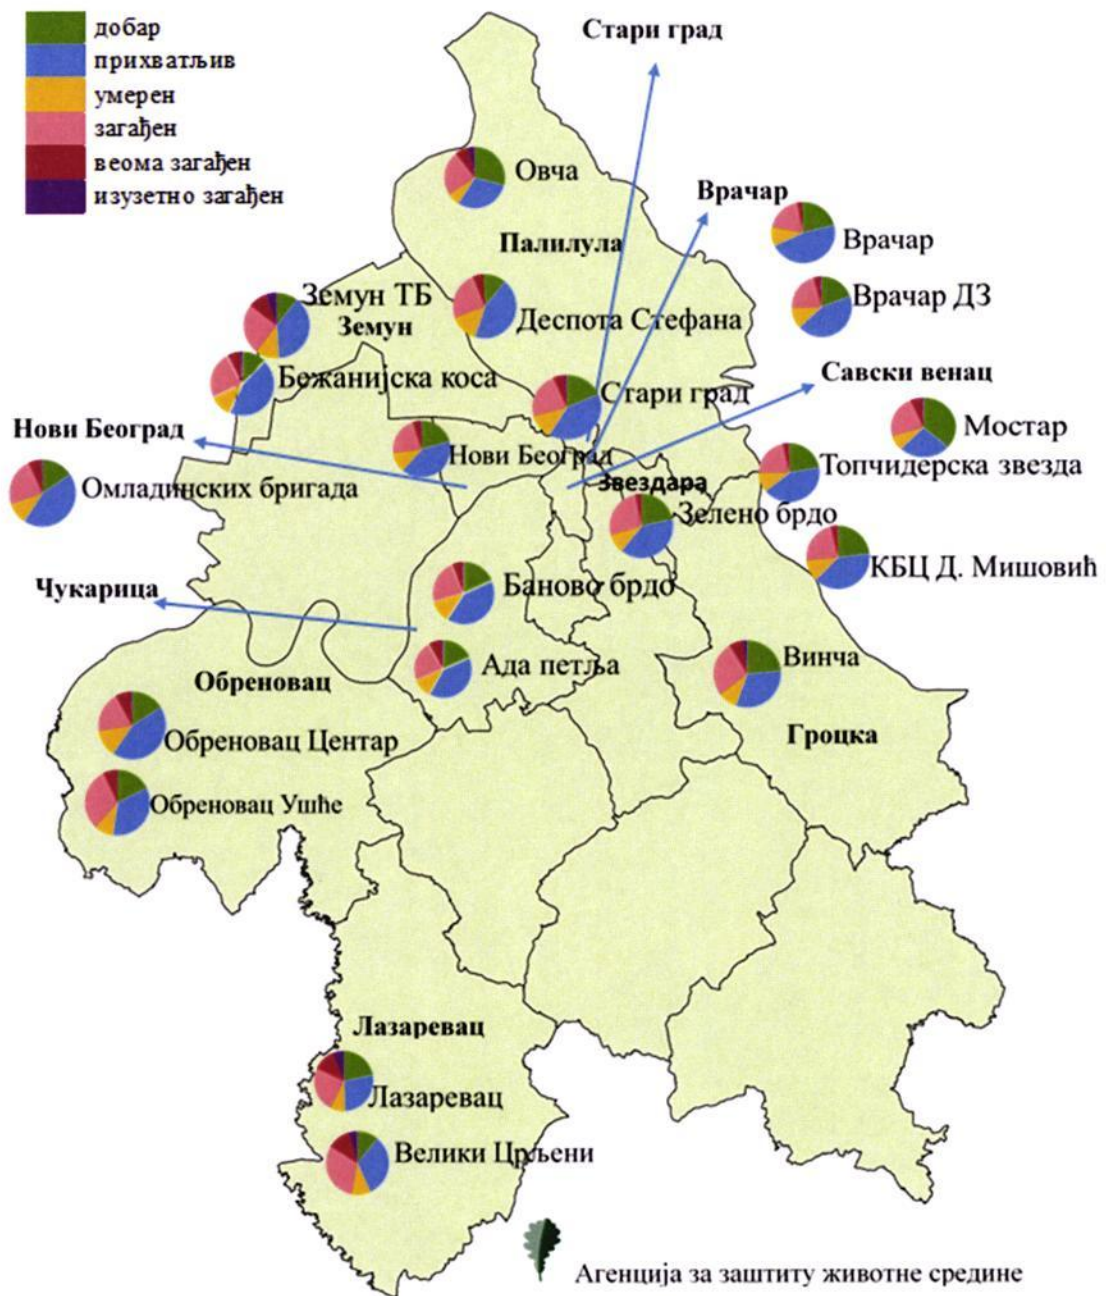 добар
прихватљив
умерен
загађен
веома загађен
изузетно загађен
Стари град
Овча
Врачар
Палилула
Врачар
Земун ТБ
Врачар ДЗ
Земун
Деспота Стефана
Божанијска коса
Савски венац
Стари град
Нови Београд
Мостар
Нови Београд
Топчидерска звезда
Омладинских бригада
Звездара
Зелено брдо
КБЦ Д. Мишовић
Чукарица
Баново брдо
Ада петља
Винча
Обреновац
Гроцка
Обреновац Центар
Обреновац Ушће
Лазаревац
Лазаревац
Велики Црљени
Агенција за заштиту животне средине